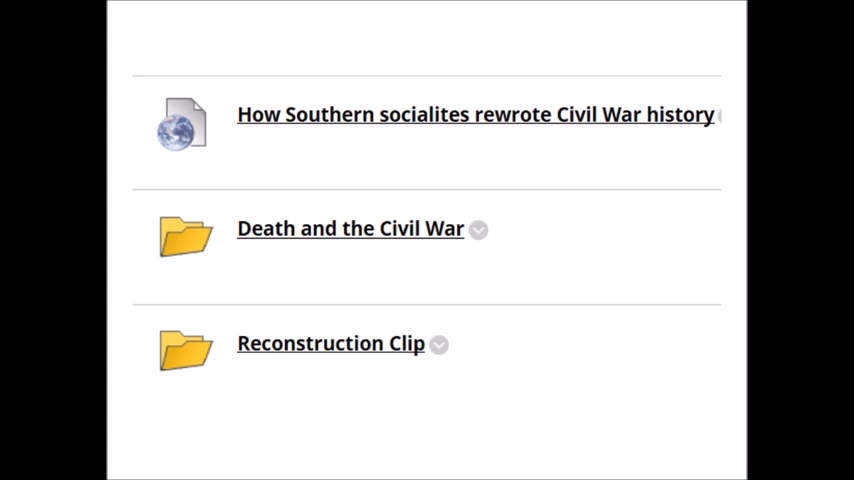 How Southern socialites rewrote Civil War history
Death and the Civil War
Reconstruction Clip